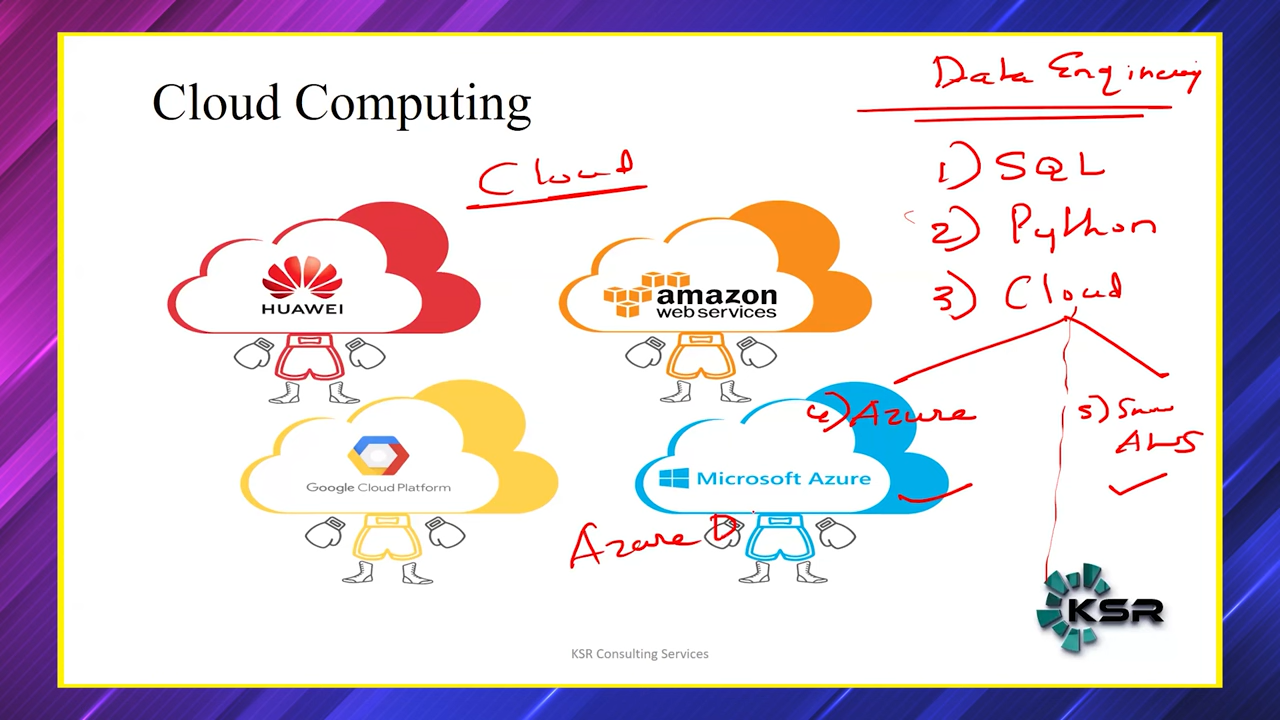 Cloud Computing
Data Engineering
Cloud
1) SQL
2) Python
3) Cloud
HUAWEI
amazon
web services
4) Azure
5) Snow
AWS
Google Cloud Platform
Microsoft Azure
Azure D
KSR
KSR Consulting Services